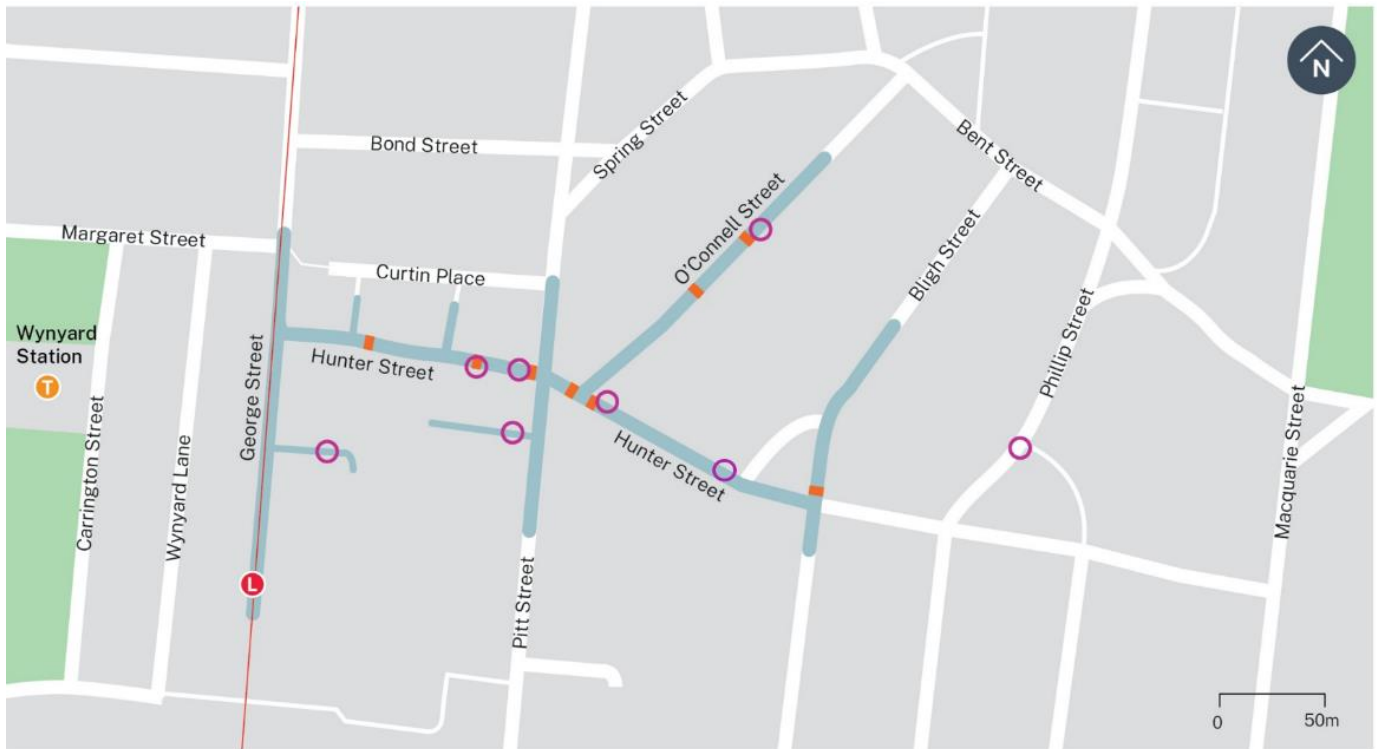 N
Bond Street
Spring Street
Bent Street
O'Connell Street
Margaret Street
Curtin Place
Bligh Street
Wynyard
Station
T
Hunter Street
George Street
Phillip Street
Carrington Street
Wynyard Lane
Hunter Street
Macquarie Street
L
Pitt Street
0 50m